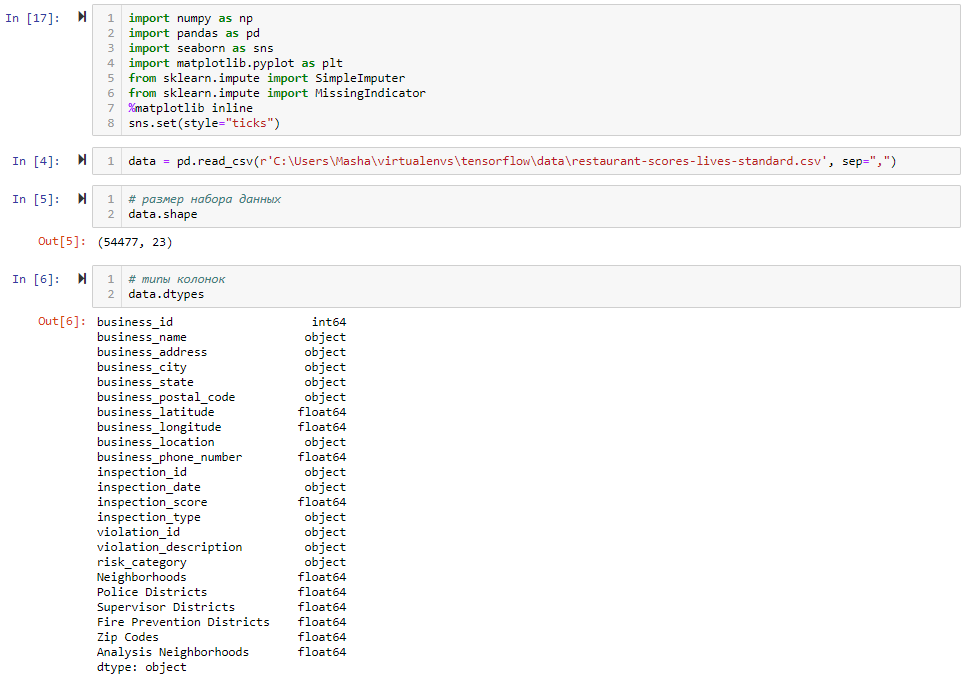 In [17]:
1 import numpy as np
2 import pandas as pd
3 import seaborn as sns
4 import matplotlib.pyplot as plt
5 from sklearn.impute import SimpleImputer
6 from sklearn.impute import MissingIndicator
7 %matplotlib inline
8 sns.set(style="ticks")
In [4]:
1 data = pd.read_csv(r'C:\Users\Masha\virtualenvs\tensorflow\data\restaurant-scores-lives-standard.csv', sep=",")
In [5]:
1 # размер набора данных
2 data.shape
Out[5]: (54477, 23)
In [6]:
1 # типы колонок
2 data.dtypes
Out[6]: business_id int64
business_name object
business_address object
business_city object
business_state object
business_postal_code object
business_latitude float64
business_longitude float64
business_location object
business_phone_number float64
inspection_id object
inspection_date object
inspection_score float64
inspection_type object
violation_id object
violation_description object
risk_category object
Neighborhoods float64
Police Districts float64
Supervisor Districts float64
Fire Prevention Districts float64
Zip Codes float64
Analysis Neighborhoods float64
dtype: object